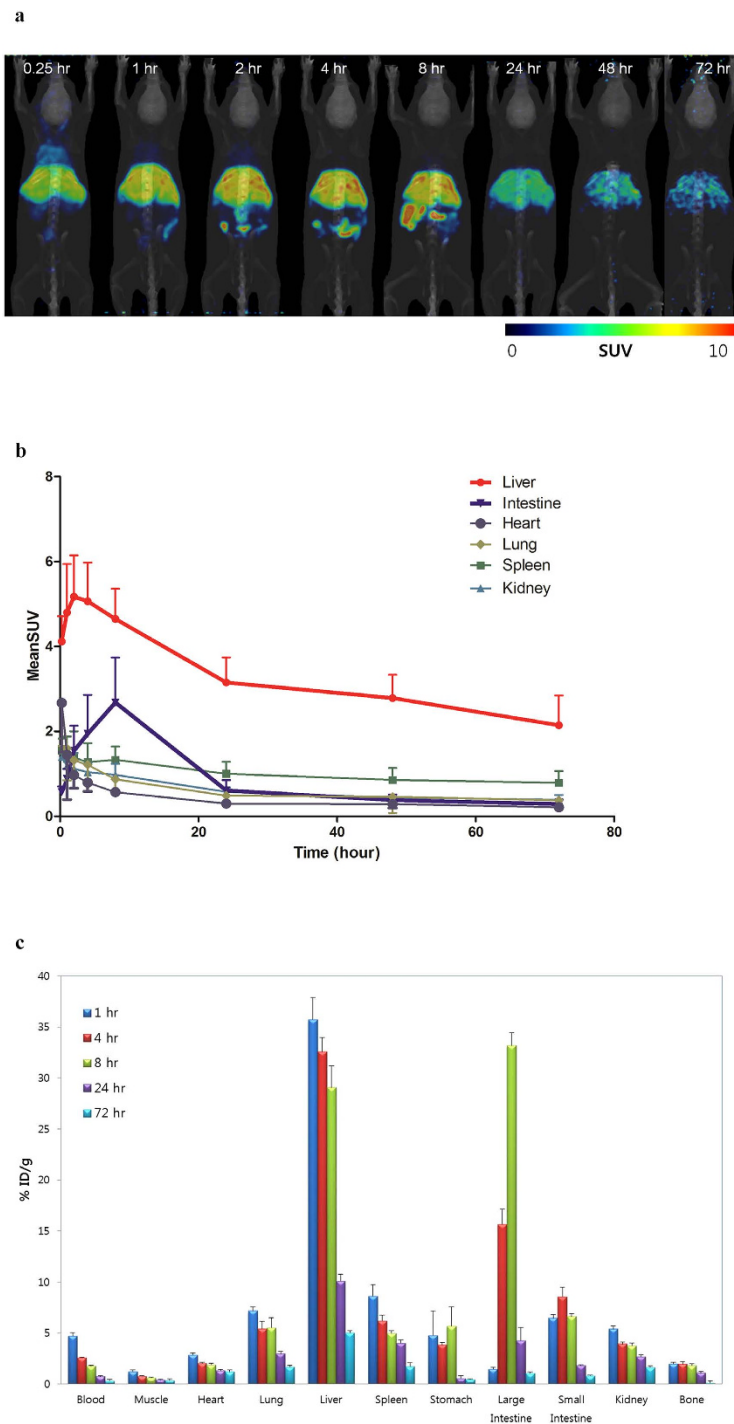 a
0.25 hr 1 hr 2 hr 4 hr 8 hr 24 hr 48 hr 72 hr
0 SUV 10
b
8
6
4
2
0
MeanSUV
0 20 40 60 80
Time (hour)
Liver
Intestine
Heart
Lung
Spleen
Kidney
c
40
35
30
25
20
15
10
5
0
% ID/g
1 hr
4 hr
8 hr
24 hr
72 hr
Blood Muscle Heart Lung Liver Spleen Stomach Large Small Kidney Bone
Intestine Intestine